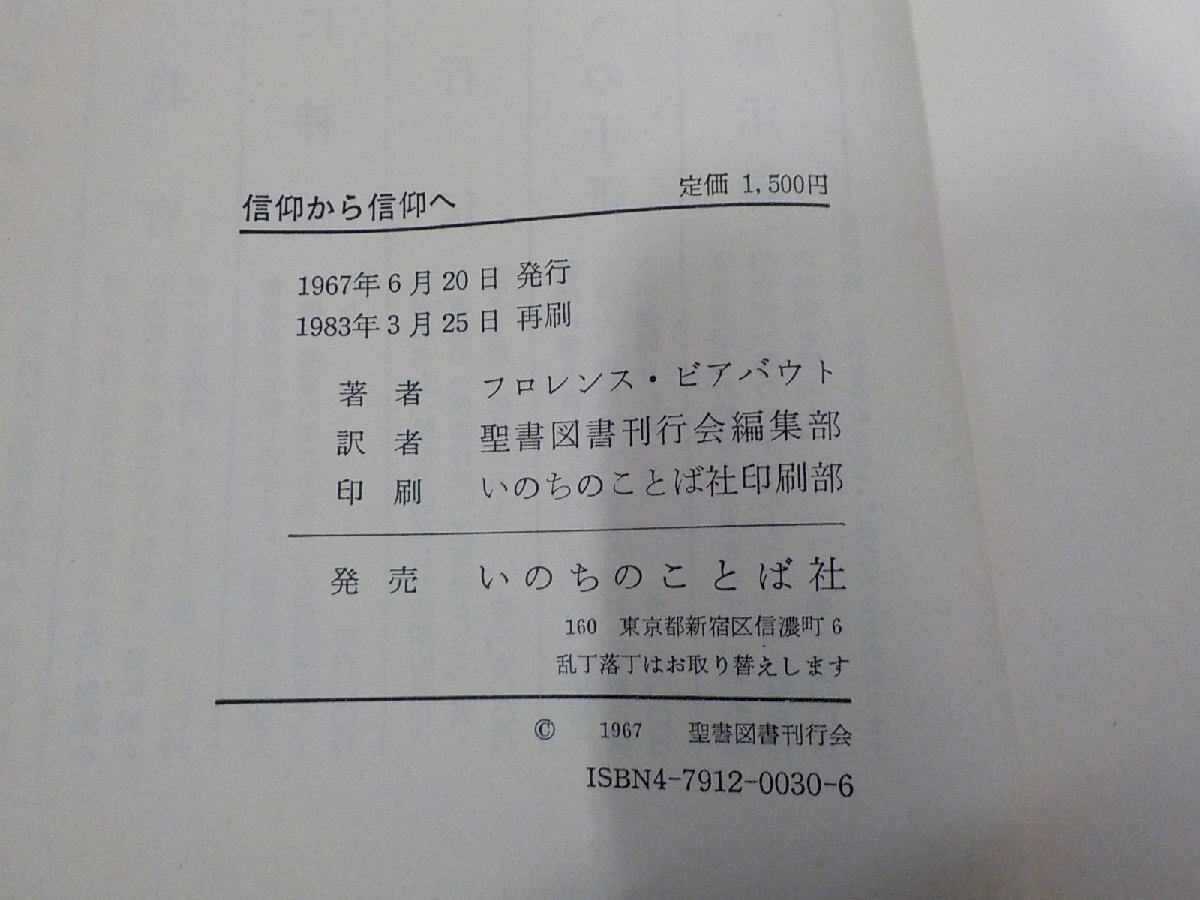 信仰から信仰へ 定価 1,500円
1967年6月20日 発行
1983年3月25日 再刷
著者 フロレンス・ビアバウト
訳者 聖書図書刊行会編集部
印刷 いのちのことば社印刷部
発売 いのちのことば社
160 東京都新宿区信濃町6
乱丁落丁はお取り替えします
© 1967 聖書図書刊行会
ISBN4-7912-0030-6